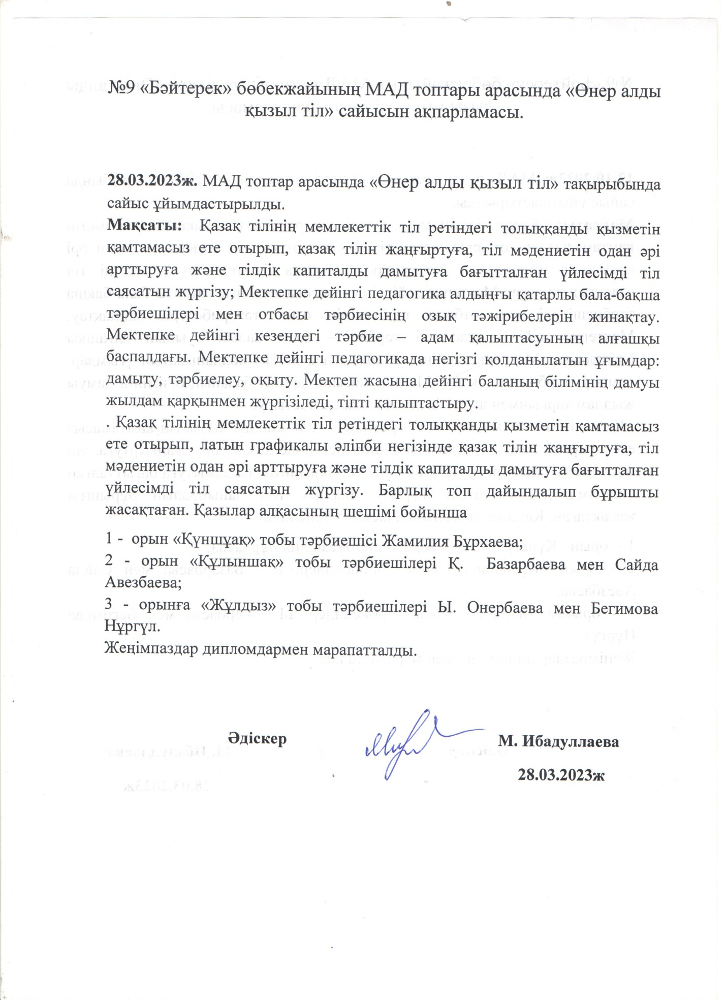 №9 «Бәйтерек» бөбекжайының МАД топтары арасында «Өнер алды
қызыл тіл» сайысын ақпарламасы.
28.03.2023ж. МАД топтар арасында «Өнер алды қызыл тіл» тақырыбында
сайыс ұйымдастырылды.
Мақсаты: Қазақ тілінің мемлекеттік тіл ретіндегі толыққанды қызметін
қамтамасыз ете отырып, қазақ тілін жаңғыртуға, тіл мәдениетін одан әрі
арттыруға және тілдік капиталды дамытуға бағытталған үйлесімді тіл
саясатын жүргізу; Мектепке дейінгі педагогика алдыңғы қатарлы бала-бақша
тәрбиешілері мен отбасы тәрбиесінің озық тәжірибелерін жинақтау.
Мектепке дейінгі кезеңдегі тәрбие – адам қалыптасуының алғашқы
баспалдағы. Мектепке дейінгі педагогикада негізгі қолданылатын ұғымдар:
дамыту, тәрбиелеу, оқыту. Мектеп жасына дейінгі баланың білімінің дамуы
жылдам қарқынмен жүргізіледі, тіпті қалыптастыру.
. Қазақ тілінің мемлекеттік тіл ретіндегі толыққанды қызметін қамтамасыз
ете отырып, латын графикалы әліпби негізінде қазақ тілін жаңғыртуға, тіл
мәдениетін одан әрі арттыруға және тілдік капиталды дамытуға бағытталған
үйлесімді тіл саясатын жүргізу. Барлық топ дайындалып бұрышты
жасақтаған. Қазылар алқасының шешімі бойынша
1 - орын «Қүншұақ» тобы тәрбиешісі Жамилия Бұрхаева;
2 - орын «Құлыншақ» тобы тәрбиешілері Қ. Базарбаева мен Сайда
Авезбаева;
3 - орынға «Жұлдыз» тобы тәрбиешілері Ы. Онербаева мен Бегимова
Нұргүл.
Жеңімпаздар дипломдармен марапатталды.
Әдіскер М. Ибадуллаева
28.03.2023ж